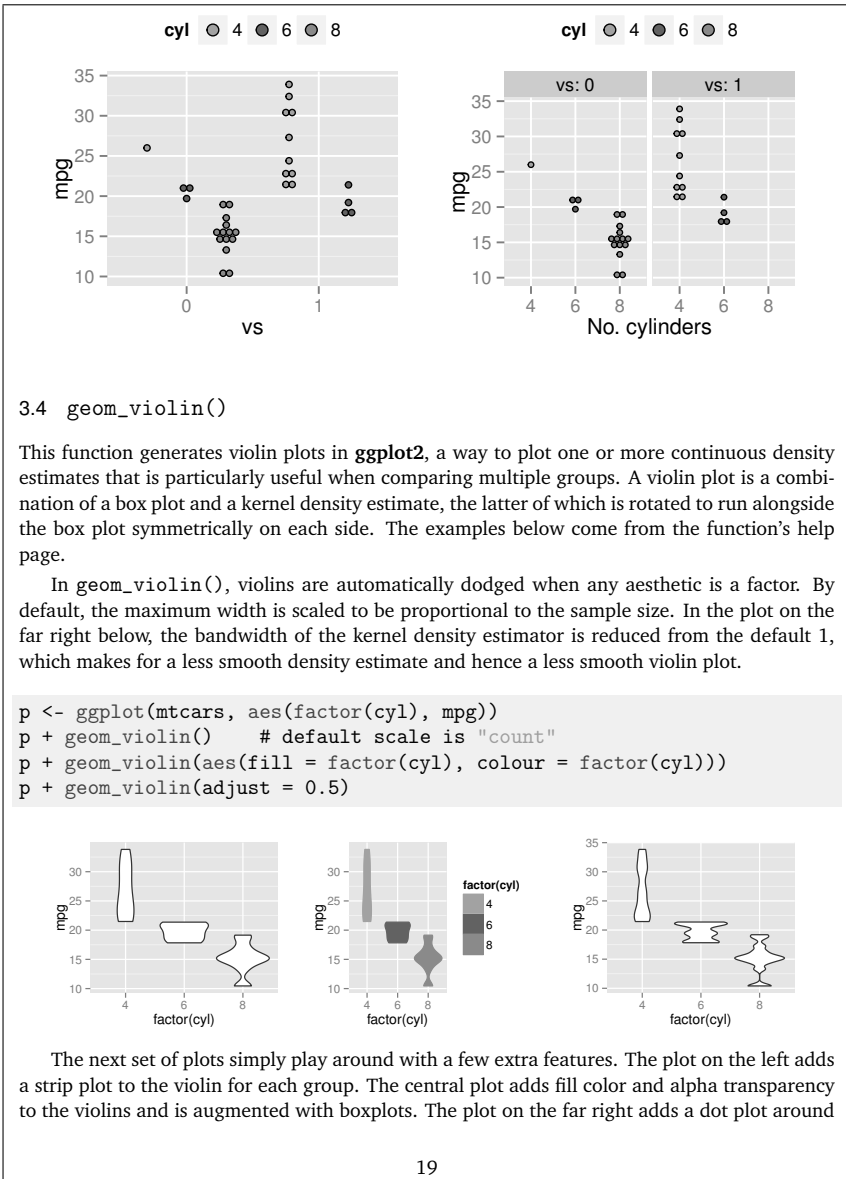 cyl 4 6 8
35
30
25
20
15
10
mpg
0 1
vs
cyl 4 6 8
vs: 0 vs: 1
35
30
25
20
15
10
mpg
4 6 8 4 6 8
No. cylinders
3.4 geom_violin()
This function generates violin plots in ggplot2, a way to plot one or more continuous density
estimates that is particularly useful when comparing multiple groups. A violin plot is a combi-
nation of a box plot and a kernel density estimate, the latter of which is rotated to run alongside
the box plot symmetrically on each side. The examples below come from the function's help
page.
In geom_violin(), violins are automatically dodged when any aesthetic is a factor. By
default, the maximum width is scaled to be proportional to the sample size. In the plot on the
far right below, the bandwidth of the kernel density estimator is reduced from the default 1,
which makes for a less smooth density estimate and hence a less smooth violin plot.
p <- ggplot(mtcars, aes(factor(cyl), mpg))
p + geom_violin() # default scale is "count"
p + geom_violin(aes(fill = factor(cyl), colour = factor(cyl)))
p + geom_violin(adjust = 0.5)
30
25
20
15
10
mpg
4 6 8
factor(cyl)
30
25
20
15
10
mpg
4 6 8
factor(cyl)
factor(cyl)
4
6
8
35
30
25
20
15
10
mpg
4 6 8
factor(cyl)
The next set of plots simply play around with a few extra features. The plot on the left adds
a strip plot to the violin for each group. The central plot adds fill color and alpha transparency
to the violins and is augmented with boxplots. The plot on the far right adds a dot plot around
19